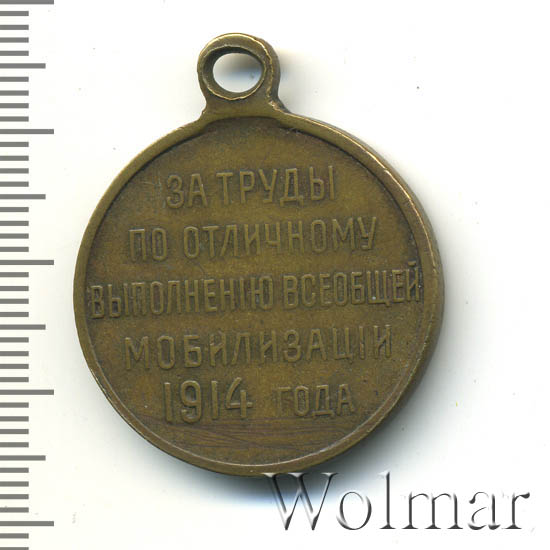 ЗА ТРУДЫ
ПО ОТЛИЧНОМУ
ВЫПОЛНЕНІЮ ВСЕОБЩЕЙ
МОБИЛИЗАЦІИ
1914 ГОДА
Wolmar